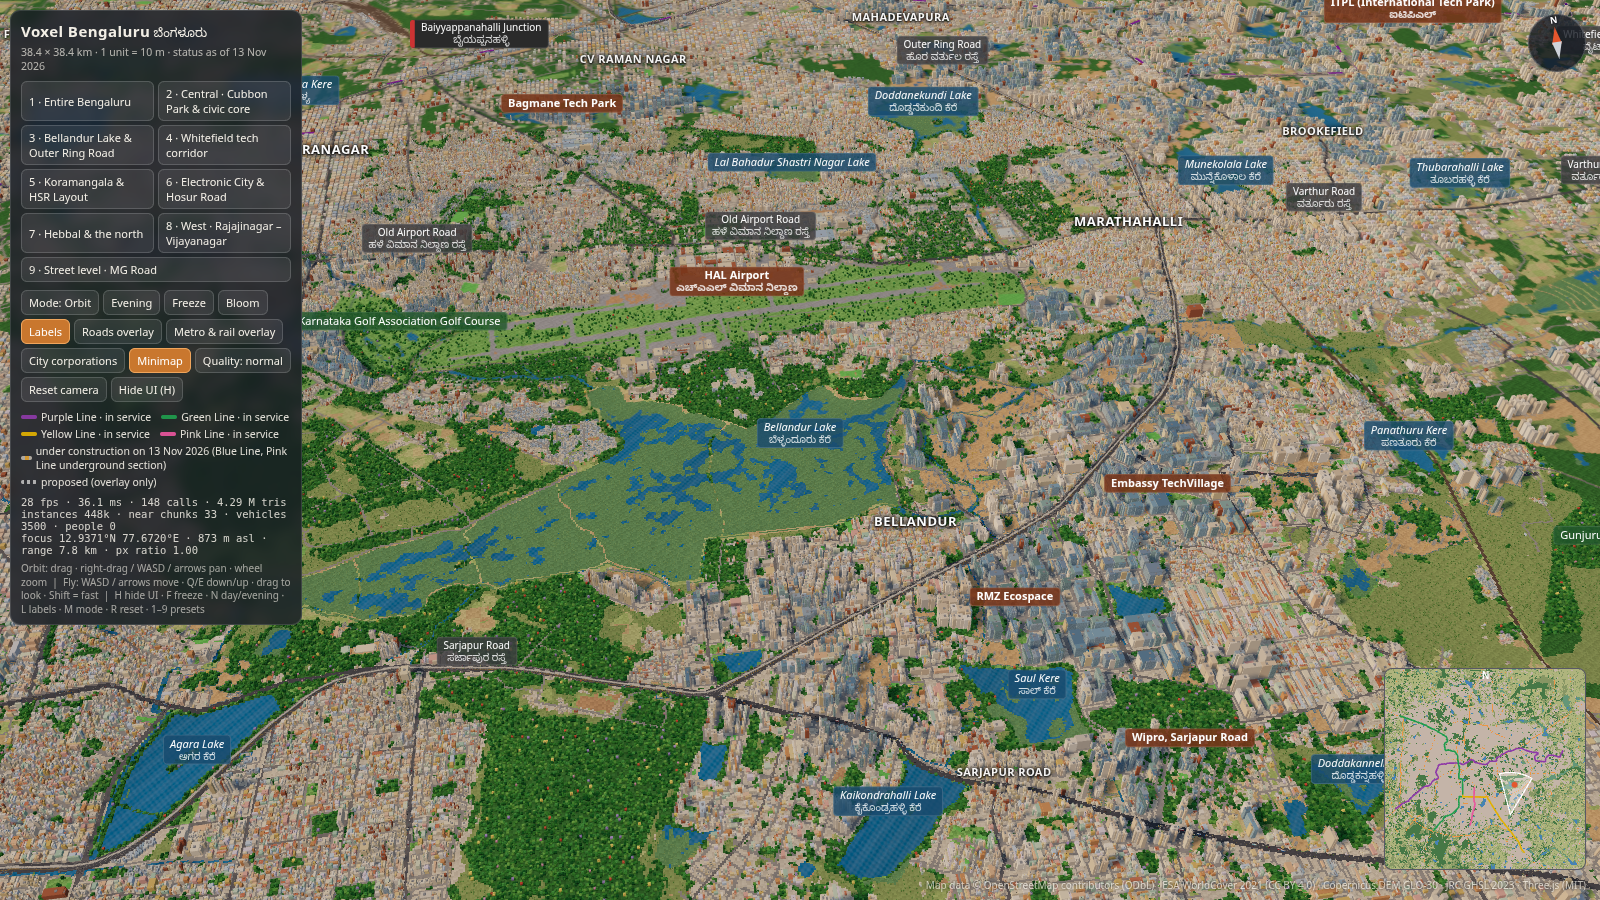 Voxel Bengaluru ಬೆಂಗಳೂರು
38.4 × 38.4 km · 1 unit = 10 m · status as of 13 Nov
2026
1 · Entire Bengaluru
2 · Central · Cubbon
Park & civic core
3 · Bellandur Lake &
Outer Ring Road
4 · Whitefield tech
corridor
5 · Koramangala &
HSR Layout
6 · Electronic City &
Hosur Road
7 · Hebbal & the north
8 · West · Rajajinagar –
Vijayanagar
9 · Street level · MG Road
Mode: Orbit
Evening
Freeze
Bloom
Labels
Roads overlay
Metro & rail overlay
City corporations
Minimap
Quality: normal
Reset camera
Hide UI (H)
Purple Line · in service
Green Line · in service
Yellow Line · in service
Pink Line · in service
under construction on 13 Nov 2026 (Blue Line, Pink
Line underground section)
proposed (overlay only)
28 fps · 36.1 ms · 148 calls · 4.29 M tris
instances 448k · near chunks 33 · vehicles
3500 · people 0
focus 12.9371°N 77.6720°E · 873 m asl ·
range 7.8 km · px ratio 1.00
Orbit: drag · right-drag / WASD / arrows pan · wheel
zoom | Fly: WASD / arrows move · Q/E down/up · drag to
look · Shift = fast | H hide UI · F freeze · N day/evening ·
L labels · M mode · R reset · 1–9 presets
Baiyyappanahalli Junction
ಬೈಯಪ್ಪನಹಳ್ಳಿ
MAHADEVAPURA
ITPL (International Tech Park)
ಐಟಿಪಿಎಲ್
N
CV RAMAN NAGAR
Outer Ring Road
ಹೊರ ವರ್ತುಲ ರಸ್ತೆ
a Kere
Bagmane Tech Park
Doddanekundi Lake
ದೊಡ್ಡನೆಕುಂದಿ ಕೆರೆ
BROOKEFIELD
RANAGAR
Lal Bahadur Shastri Nagar Lake
Munekolala Lake
ಮುನ್ನೆಕೊಳಾಲ ಕೆರೆ
Thubarahalli Lake
ತೂಬರಹಳ್ಳಿ ಕೆರೆ
Varthu
Varthur Road
ವರ್ತೂರು ರಸ್ತೆ
Old Airport Road
ಹಳೆ ವಿಮಾನ ನಿಲ್ದಾಣ ರಸ್ತೆ
Old Airport Road
ಹಳೆ ವಿಮಾನ ನಿಲ್ದಾಣ ರಸ್ತೆ
MARATHAHALLI
HAL Airport
ಎಚ್‌ಎಎಲ್ ವಿಮಾನ ನಿಲ್ದಾಣ
Karnataka Golf Association Golf Course
Bellandur Lake
ಬೆಳ್ಳಂದೂರು ಕೆರೆ
Panathuru Kere
ಪಣತೂರು ಕೆರೆ
Embassy TechVillage
BELLANDUR
Gunjuru
RMZ Ecospace
Sarjapur Road
ಸರ್ಜಾಪುರ ರಸ್ತೆ
Saul Kere
ಸಾಲ್ ಕೆರೆ
N
Agara Lake
ಆಗರ ಕೆರೆ
Wipro, Sarjapur Road
SARJAPUR ROAD
Doddakannel
ದೊಡ್ಡಕನ್ನಹಳ್ಳಿ
Kaikondrahalli Lake
ಕೈಕೊಂಡ್ರಹಳ್ಳಿ ಕೆರೆ
Map data © OpenStreetMap contributors (ODbL) · ESA WorldCover 2021 (CC BY 4.0) · Copernicus DEM GLO-30 · JRC GHSL 2023 · Three.js (MIT)